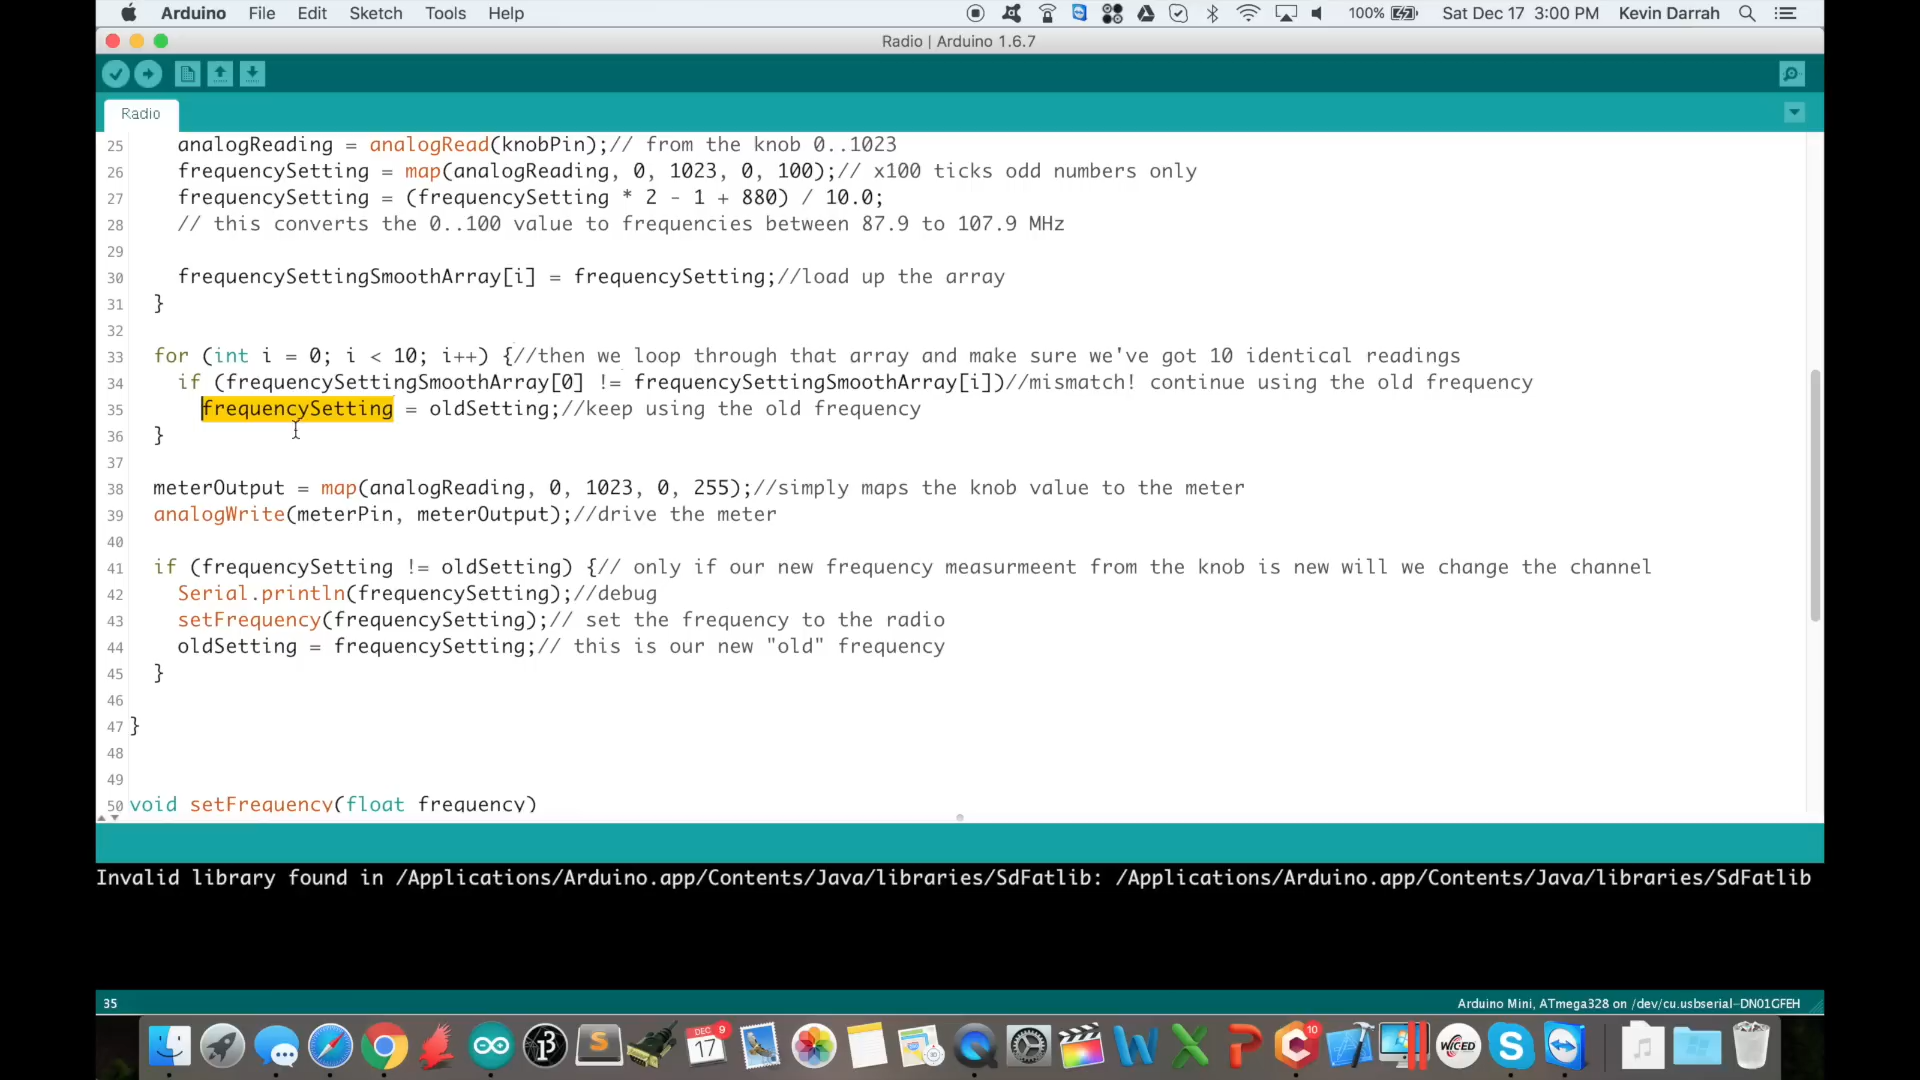 Arduino File Edit Sketch Tools Help 100% Sat Dec 17 3:00 PM Kevin Darrah
Radio | Arduino 1.6.7
Radio
25 analogReading = analogRead(knobPin);// from the knob 0..1023
26 frequencySetting = map(analogReading, 0, 1023, 0, 100);// x100 ticks odd numbers only
27 frequencySetting = (frequencySetting * 2 - 1 + 880) / 10.0;
28 // this converts the 0..100 value to frequencies between 87.9 to 107.9 MHz
29
30 frequencySettingSmoothArray[i] = frequencySetting;//load up the array
31 }
32
33 for (int i = 0; i < 10; i++) {//then we loop through that array and make sure we've got 10 identical readings
34 if (frequencySettingSmoothArray[0] != frequencySettingSmoothArray[i])//mismatch! continue using the old frequency
35 frequencySetting = oldSetting;//keep using the old frequency
36 }
37
38 meterOutput = map(analogReading, 0, 1023, 0, 255);//simply maps the knob value to the meter
39 analogWrite(meterPin, meterOutput);//drive the meter
40
41 if (frequencySetting != oldSetting) {// only if our new frequency measurmeent from the knob is new will we change the channel
42 Serial.println(frequencySetting);//debug
43 setFrequency(frequencySetting);// set the frequency to the radio
44 oldSetting = frequencySetting;// this is our new "old" frequency
45 }
46
47 }
48
49
50 void setFrequency(float frequency)
Invalid library found in /Applications/Arduino.app/Contents/Java/libraries/SdFatlib: /Applications/Arduino.app/Contents/Java/libraries/SdFatlib
35 Arduino Mini, ATmega328 on /dev/cu.usbserial-DN01GFEH
DEC 9
17
10
WICED